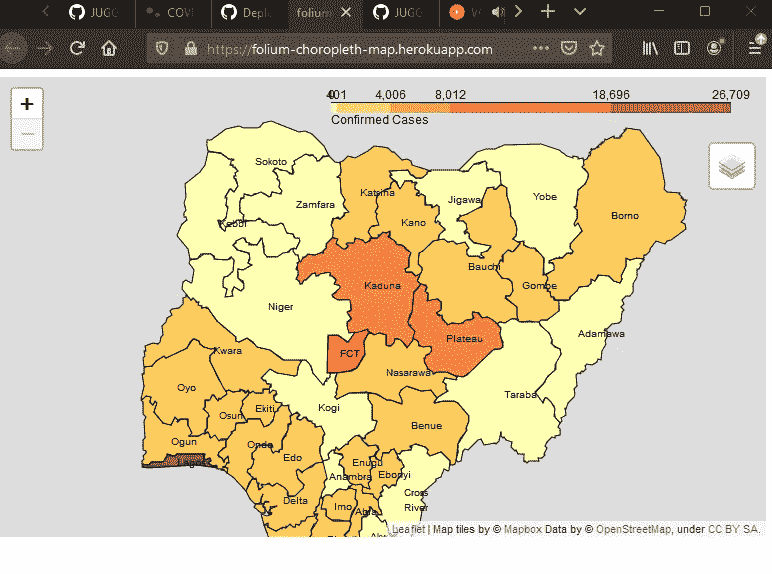 JUGG
COVI
Deplo
folium
JUGG
https://folium-choropleth-map.herokuapp.com
401 4,006 8,012 18,696 26,709
Confirmed Cases
+
−
Sokoto
Katsina
Zamfara
Jigawa
Yobe
Kano
Borno
Kebbi
Bauchi
Kaduna
Gombe
Niger
Adamawa
Plateau
FCT
Kwara
Nasarawa
Oyo
Taraba
Kogi
Ekiti
Osun
Benue
Ogun
Ondo
Edo
Enugu
Anambra
Ebonyi
Delta
Cross
River
Imo
Abia
Leaflet | Map tiles by © Mapbox Data by © OpenStreetMap, under CC BY SA.